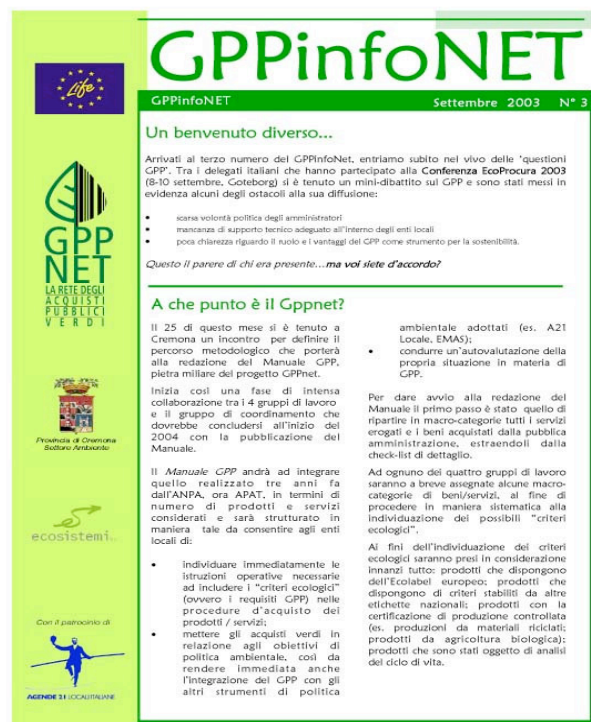 GPPinfoNET
GPPinfoNET Settembre 2003 N° 3
Life
GPP
NET
LA RETE DEGLI
ACQUISTI
PUBBLICI
VERDI
Provincia di Cremona
Settore Ambiente
ecosistemi
Con il patrocinio di
AGENDE 21 LOCALI ITALIANE
Un benvenuto diverso...
Arrivati al terzo numero del GPPinfoNet, entriamo subito nel vivo delle 'questioni
GPP'. Tra i delegati italiani che hanno partecipato alla Conferenza EcoProcura 2003
(8-10 settembre, Goteborg) si è tenuto un mini-dibattito sul GPP e sono stati messi in
evidenza alcuni degli ostacoli alla sua diffusione:
• scarsa volontà politica degli amministratori
• mancanza di supporto tecnico adeguato all'interno degli enti locali
• poca chiarezza riguardo il ruolo e i vantaggi del GPP come strumento per la sostenibilità.
Questo il parere di chi era presente...ma voi siete d'accordo?
A che punto è il Gppnet?
Il 25 di questo mese si è tenuto a
Cremona un incontro per definire il
percorso metodologico che porterà
alla redazione del Manuale GPP,
pietra miliare del progetto GPPnet.
Inizia così una fase di intensa
collaborazione tra i 4 gruppi di lavoro
e il gruppo di coordinamento che
dovrebbe concludersi all'inizio del
2004 con la pubblicazione del
Manuale.
Il Manuale GPP andrà ad integrare
quello realizzato tre anni fa
dall'ANPA, ora APAT, in termini di
numero di prodotti e servizi
considerati e sarà strutturato in
maniera tale da consentire agli enti
locali di:
• individuare immediatamente le
istruzioni operative necessarie
ad includere i "criteri ecologici"
(ovvero i requisiti GPP) nelle
procedure d'acquisto dei
prodotti / servizi;
• mettere gli acquisti verdi in
relazione agli obiettivi di
politica ambientale, così da
rendere immediata anche
l'integrazione del GPP con gli
altri strumenti di politica
ambientale adottati (es. A21
Locale, EMAS);
• condurre un'autovalutazione della
propria situazione in materia di
GPP.
Per dare avvio alla redazione del
Manuale il primo passo è stato quello di
ripartire in macro-categorie tutti i servizi
erogati e i beni acquistati dalla pubblica
amministrazione, estraendoli dalla
check-list di dettaglio.
Ad ognuno dei quattro gruppi di lavoro
saranno a breve assegnate alcune macro-
categorie di beni/servizi, al fine di
procedere in maniera sistematica alla
individuazione dei possibili "criteri
ecologici".
Ai fini dell'individuazione dei criteri
ecologici saranno presi in considerazione
innanzi tutto: prodotti che dispongono
dell'Ecolabel europeo; prodotti che
dispongono di criteri stabiliti da altre
etichette nazionali; prodotti con la
certificazione di produzione controllata
(es. produzioni da materiali riciclati;
prodotti da agricoltura biologica);
prodotti che sono stati oggetto di analisi
del ciclo di vita.